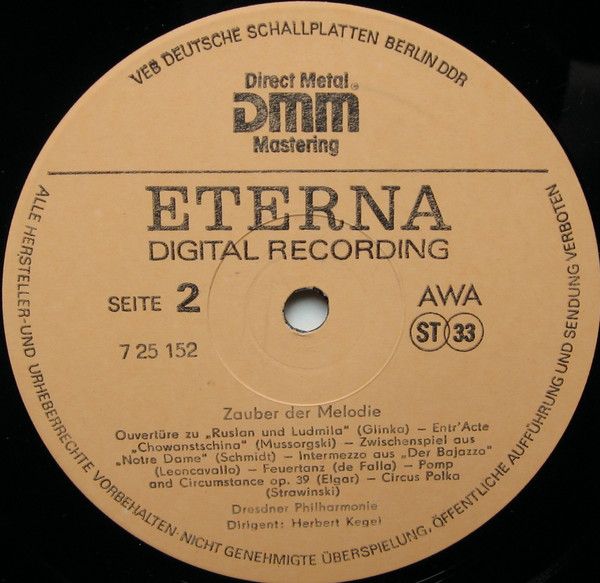 VEB DEUTSCHE SCHALLPLATTEN BERLIN DDR
Direct Metal
DMM
Mastering
ETERNA
DIGITAL RECORDING
SEITE 2
AWA
7 25 152
ST 33
Zauber der Melodie
Ouvertüre zu „Ruslan und Ludmila" (Glinka) – Entr'Acte
„Chowanstschina" (Mussorgski) – Zwischenspiel aus
„Notre Dame" (Schmidt) – Intermezzo aus „Der Bajazzo"
(Leoncavallo) – Feuertanz (de Falla) – Pomp
and Circumstance op. 39 (Elgar) – Circus Polka
(Strawinski)
Dresdner Philharmonie
Dirigent: Herbert Kegel
ALLE HERSTELLER-UND URHEBERRECHTE VORBEHALTEN·NICHT GENEHMIGTE ÜBERSPIELUNG, ÖFFENTLICHE AUFFÜHRUNG UND SENDUNG VERBOTEN